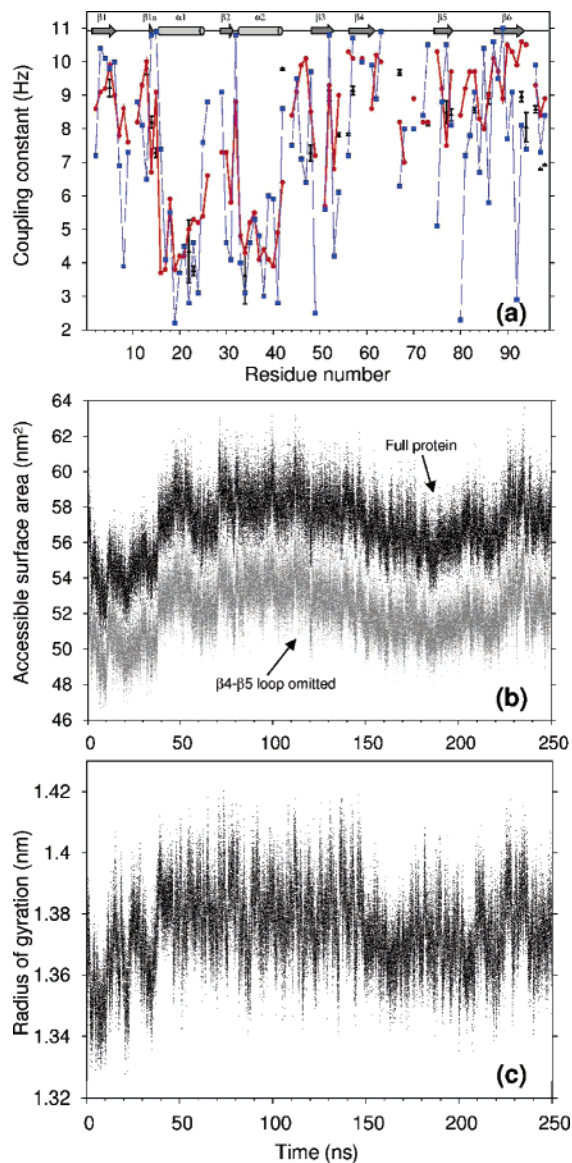 β1 β1n α1 β2 α2 β3 β4 β5 β6
Coupling constant (Hz)
11
10
9
8
7
6
5
4
3
2
(a)
10 20 30 40 50 60 70 80 90
Residue number
Accessible surface area (nm²)
64
62
60
58
56
54
52
50
48
46
Full protein
β4-β5 loop omitted
(b)
0 50 100 150 200 250
Radius of gyration (nm)
1.42
1.4
1.38
1.36
1.34
1.32
(c)
0 50 100 150 200 250
Time (ns)